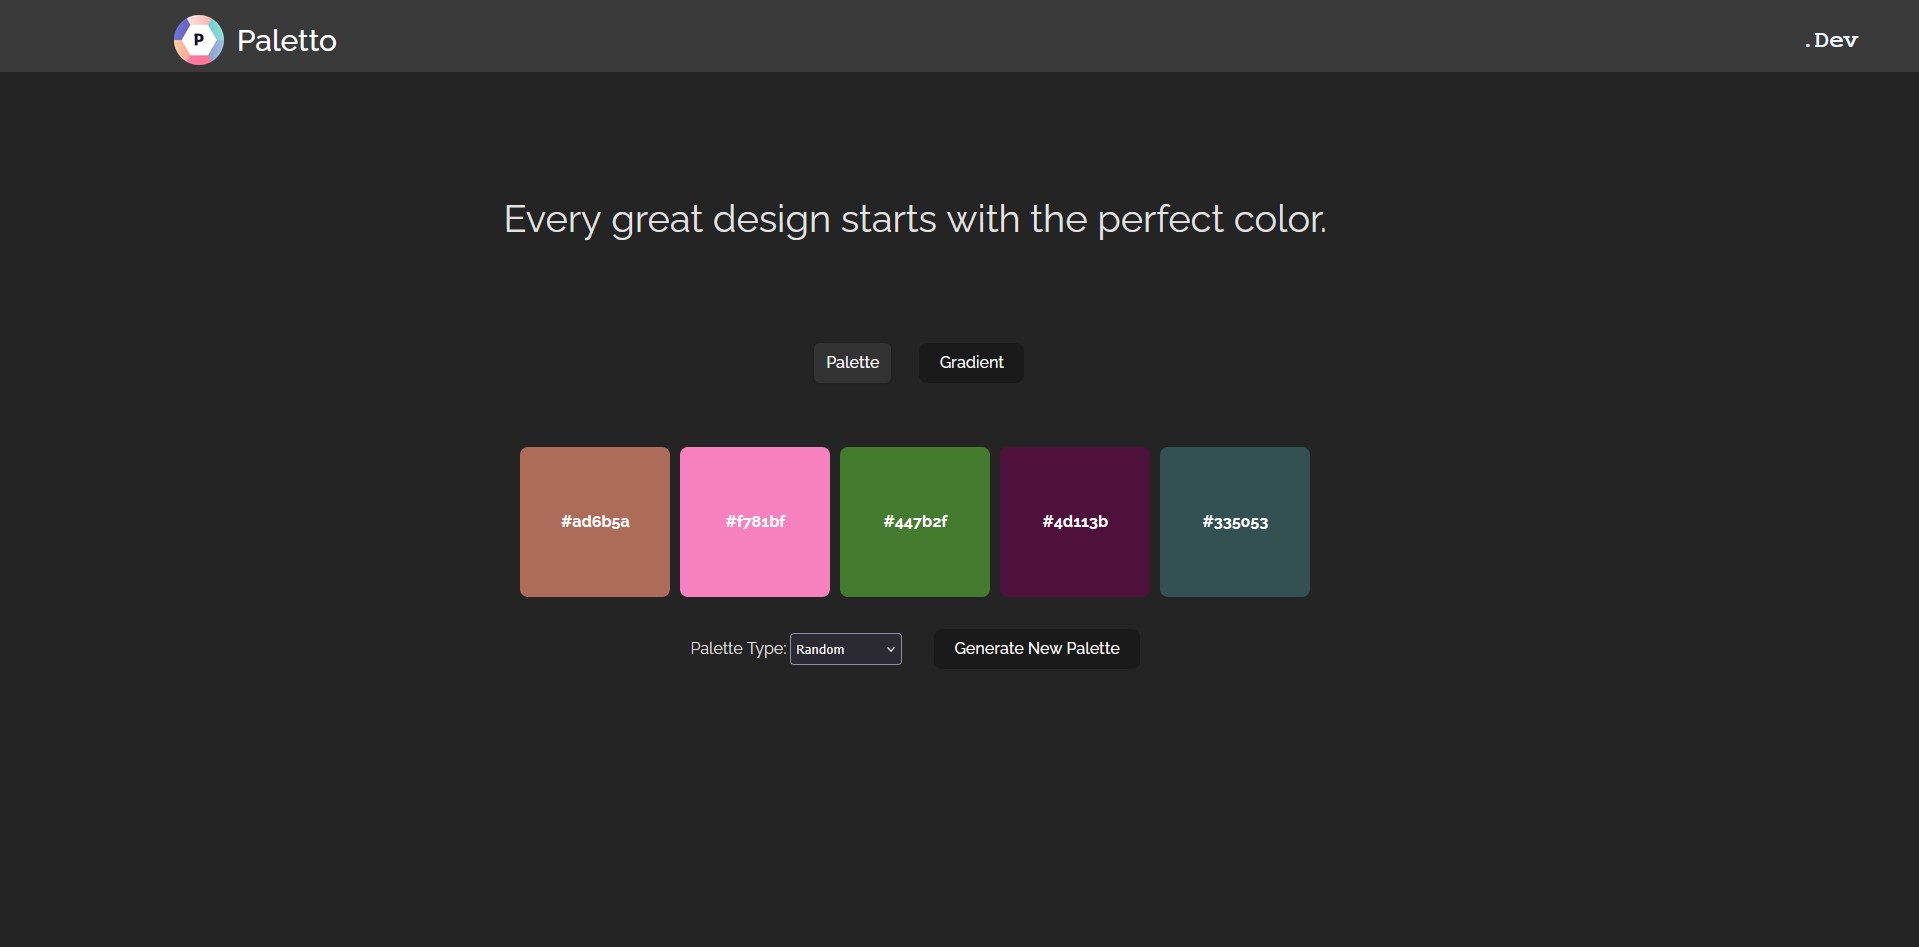 P Paletto
.Dev
Every great design starts with the perfect color.
Palette
Gradient
#ad6b5a
#f781bf
#447b2f
#4d113b
#335053
Palette Type: Random
Generate New Palette